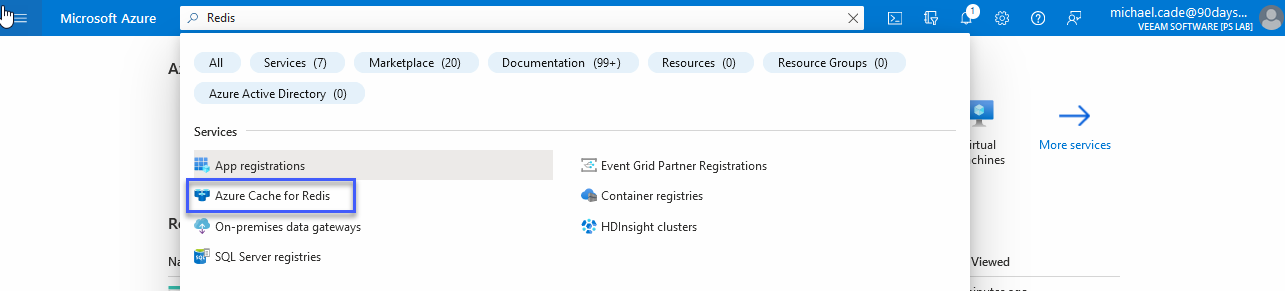 Microsoft Azure
Redis
1
michael.cade@90days...
VEEAM SOFTWARE [PS LAB]
All
Services (7)
Marketplace (20)
Documentation (99+)
Resources (0)
Resource Groups (0)
Azure Active Directory (0)
Services
App registrations
Event Grid Partner Registrations
Azure Cache for Redis
Container registries
On-premises data gateways
HDInsight clusters
SQL Server registries
More services
Viewed